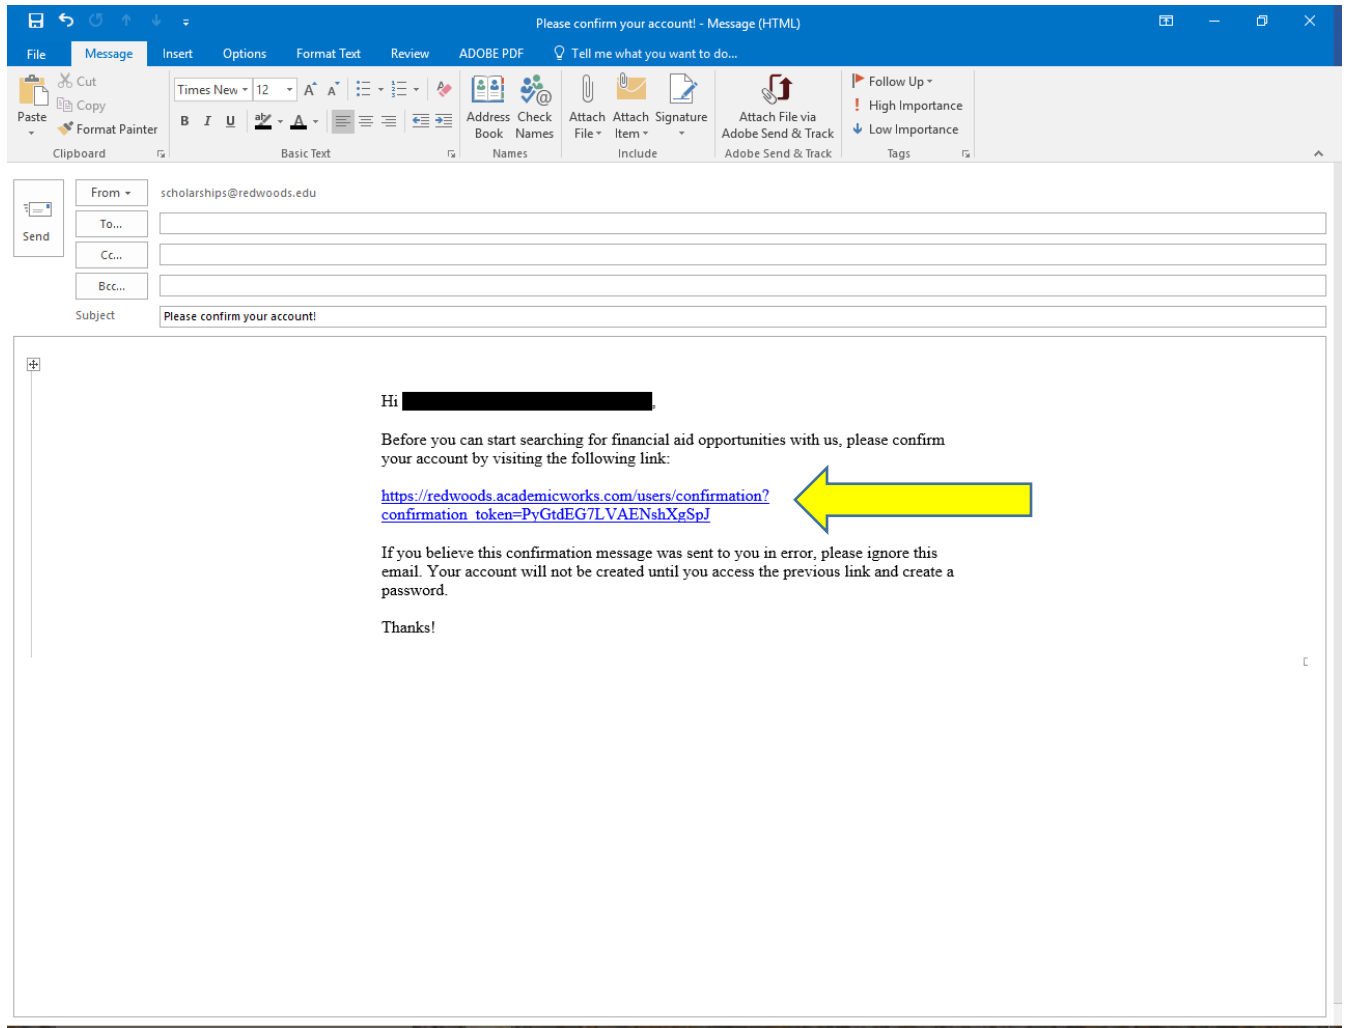 Please confirm your account! - Message (HTML)
File Message Insert Options Format Text Review ADOBE PDF Tell me what you want to do...
Paste
Cut
Copy
Format Painter
Clipboard
Times New 12
B I U
Basic Text
Address Book
Check Names
Names
Attach File
Attach Item
Signature
Include
Attach File via
Adobe Send & Track
Adobe Send & Track
Follow Up
High Importance
Low Importance
Tags
Send
From scholarships@redwoods.edu
To...
Cc...
Bcc...
Subject Please confirm your account!
Hi ,
Before you can start searching for financial aid opportunities with us, please confirm
your account by visiting the following link:
https://redwoods.academicworks.com/users/confirmation?
confirmation_token=PyGtdEG7LVAENshXgSpJ
If you believe this confirmation message was sent to you in error, please ignore this
email. Your account will not be created until you access the previous link and create a
password.
Thanks!